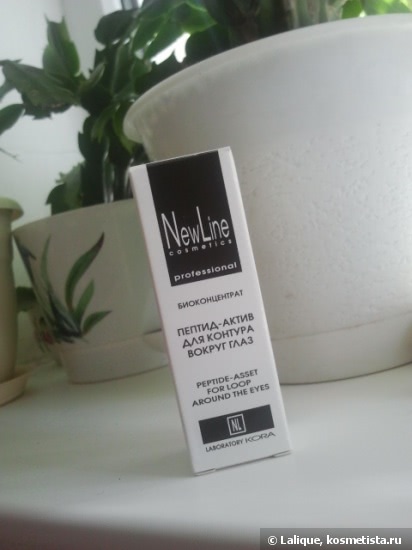 NewLine
cosmetics
professional
БИОКОНЦЕНТРАТ
ПЕПТИД-АКТИВ
ДЛЯ КОНТУРА
ВОКРУГ ГЛАЗ
PEPTIDE-ASSET
FOR LOOP
AROUND THE EYES
NL
LABORATORY KORA
© Lalique, kosmetista.ru